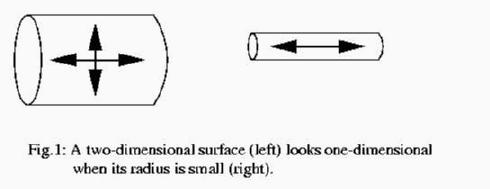 Fig.1: A two-dimensional surface (left) looks one-dimensional
when its radius is small (right).